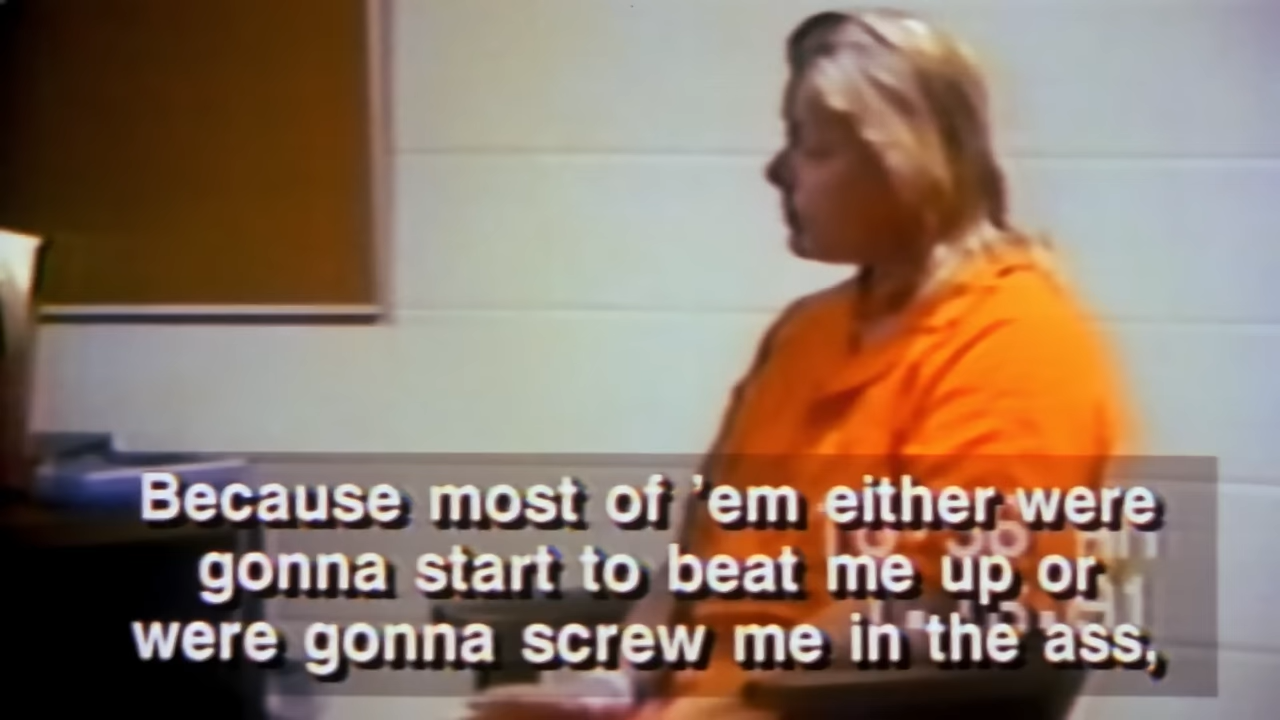 Because most of 'em either were
gonna start to beat me up or
were gonna screw me in the ass,